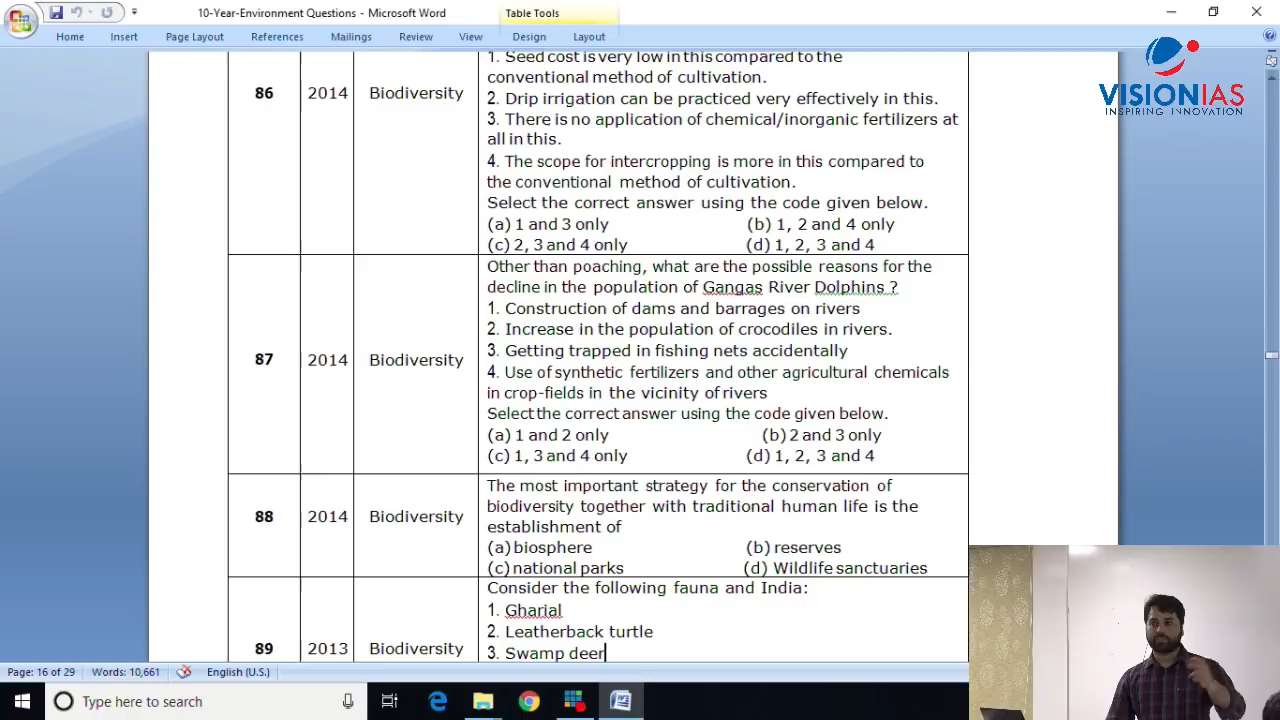 10-Year-Environment Questions - Microsoft Word
Table Tools
Home Insert Page Layout References Mailings Review View Design Layout
VISIONIAS
INSPIRING INNOVATION
86 2014 Biodiversity
1. Seed cost is very low in this compared to the
conventional method of cultivation.
2. Drip irrigation can be practiced very effectively in this.
3. There is no application of chemical/inorganic fertilizers at
all in this.
4. The scope for intercropping is more in this compared to
the conventional method of cultivation.
Select the correct answer using the code given below.
(a) 1 and 3 only (b) 1, 2 and 4 only
(c) 2, 3 and 4 only (d) 1, 2, 3 and 4
87 2014 Biodiversity
Other than poaching, what are the possible reasons for the
decline in the population of Gangas River Dolphins ?
1. Construction of dams and barrages on rivers
2. Increase in the population of crocodiles in rivers.
3. Getting trapped in fishing nets accidentally
4. Use of synthetic fertilizers and other agricultural chemicals
in crop-fields in the vicinity of rivers
Select the correct answer using the code given below.
(a) 1 and 2 only (b) 2 and 3 only
(c) 1, 3 and 4 only (d) 1, 2, 3 and 4
88 2014 Biodiversity
The most important strategy for the conservation of
biodiversity together with traditional human life is the
establishment of
(a) biosphere (b) reserves
(c) national parks (d) Wildlife sanctuaries
89 2013 Biodiversity
Consider the following fauna and India:
1. Gharial
2. Leatherback turtle
3. Swamp deer
Page: 16 of 29 Words: 10,661 English (U.S.)
Type here to search